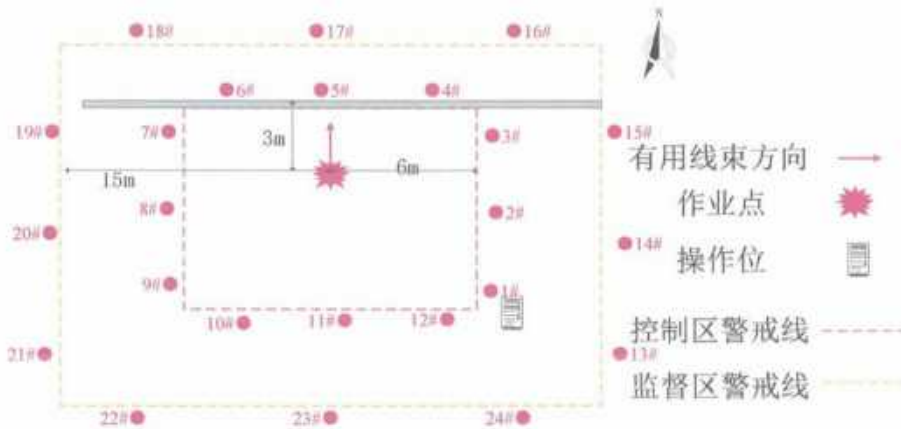 18# 17# 16#
N
6# 5# 4#
19# 7# 3m 3# 15#
15m 6m
有用线束方向
8# 2#
作业点
20# 14#
操作位
9# 1#
10# 11# 12#
控制区警戒线
21# 13#
监督区警戒线
22# 23# 24#